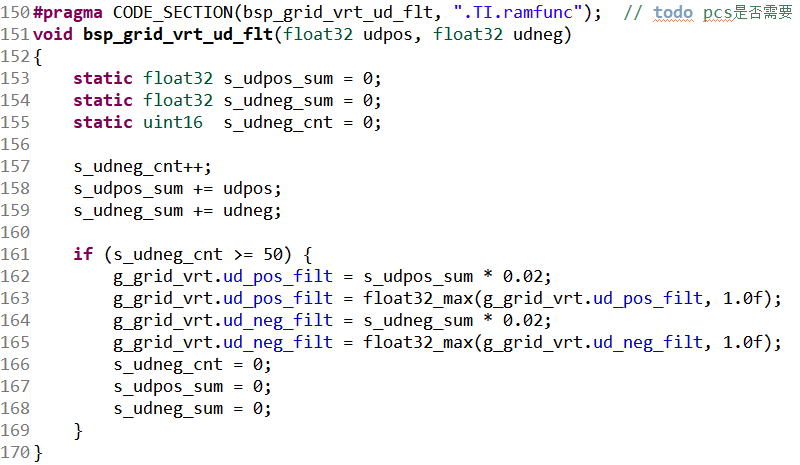 150 #pragma CODE_SECTION(bsp_grid_vrt_ud_flt, ".TI.ramfunc");  // todo pcs是否需要
151 void bsp_grid_vrt_ud_flt(float32 udpos, float32 udneg)
152 {
153     static float32 s_udpos_sum = 0;
154     static float32 s_udneg_sum = 0;
155     static uint16  s_udneg_cnt = 0;
156
157     s_udneg_cnt++;
158     s_udpos_sum += udpos;
159     s_udneg_sum += udneg;
160
161     if (s_udneg_cnt >= 50) {
162         g_grid_vrt.ud_pos_filt = s_udpos_sum * 0.02;
163         g_grid_vrt.ud_pos_filt = float32_max(g_grid_vrt.ud_pos_filt, 1.0f);
164         g_grid_vrt.ud_neg_filt = s_udneg_sum * 0.02;
165         g_grid_vrt.ud_neg_filt = float32_max(g_grid_vrt.ud_neg_filt, 1.0f);
166         s_udneg_cnt = 0;
167         s_udpos_sum = 0;
168         s_udneg_sum = 0;
169     }
170 }